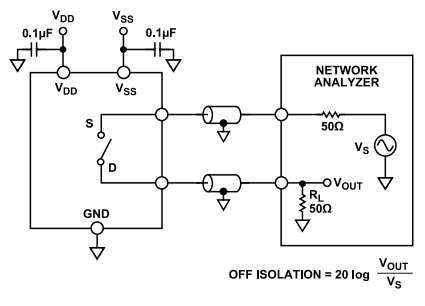 VDD
VSS
0.1µF
0.1µF
VDD
VSS
NETWORK
ANALYZER
S
50Ω
VS
D
VOUT
RL
50Ω
GND
OFF ISOLATION = 20 log VOUT
VS